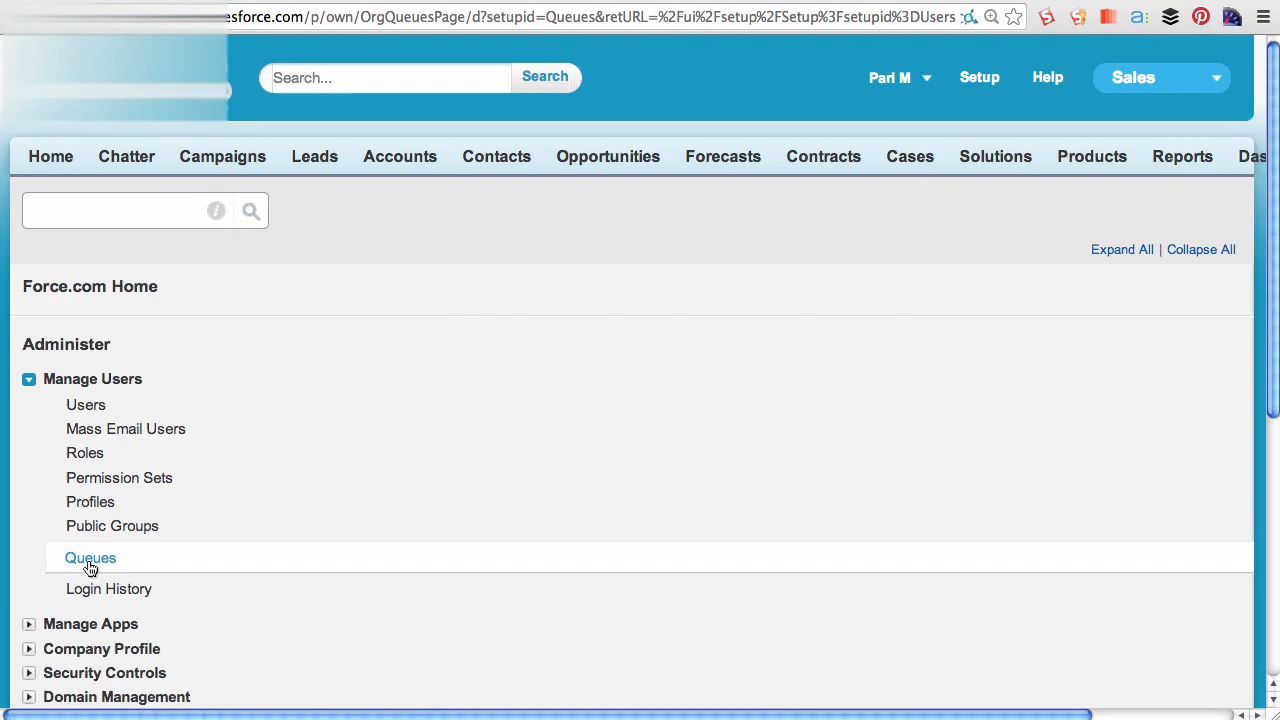 esforce.com/p/own/OrgQueuesPage/d?setupid=Queues&retURL=%2Fui%2Fsetup%2FSetup%3Fsetupid%3DUsers
Search... Search Parl M Setup Help Sales
Home Chatter Campaigns Leads Accounts Contacts Opportunities Forecasts Contracts Cases Solutions Products Reports Das
Expand All | Collapse All
Force.com Home
Administer
Manage Users
Users
Mass Email Users
Roles
Permission Sets
Profiles
Public Groups
Queues
Login History
Manage Apps
Company Profile
Security Controls
Domain Management